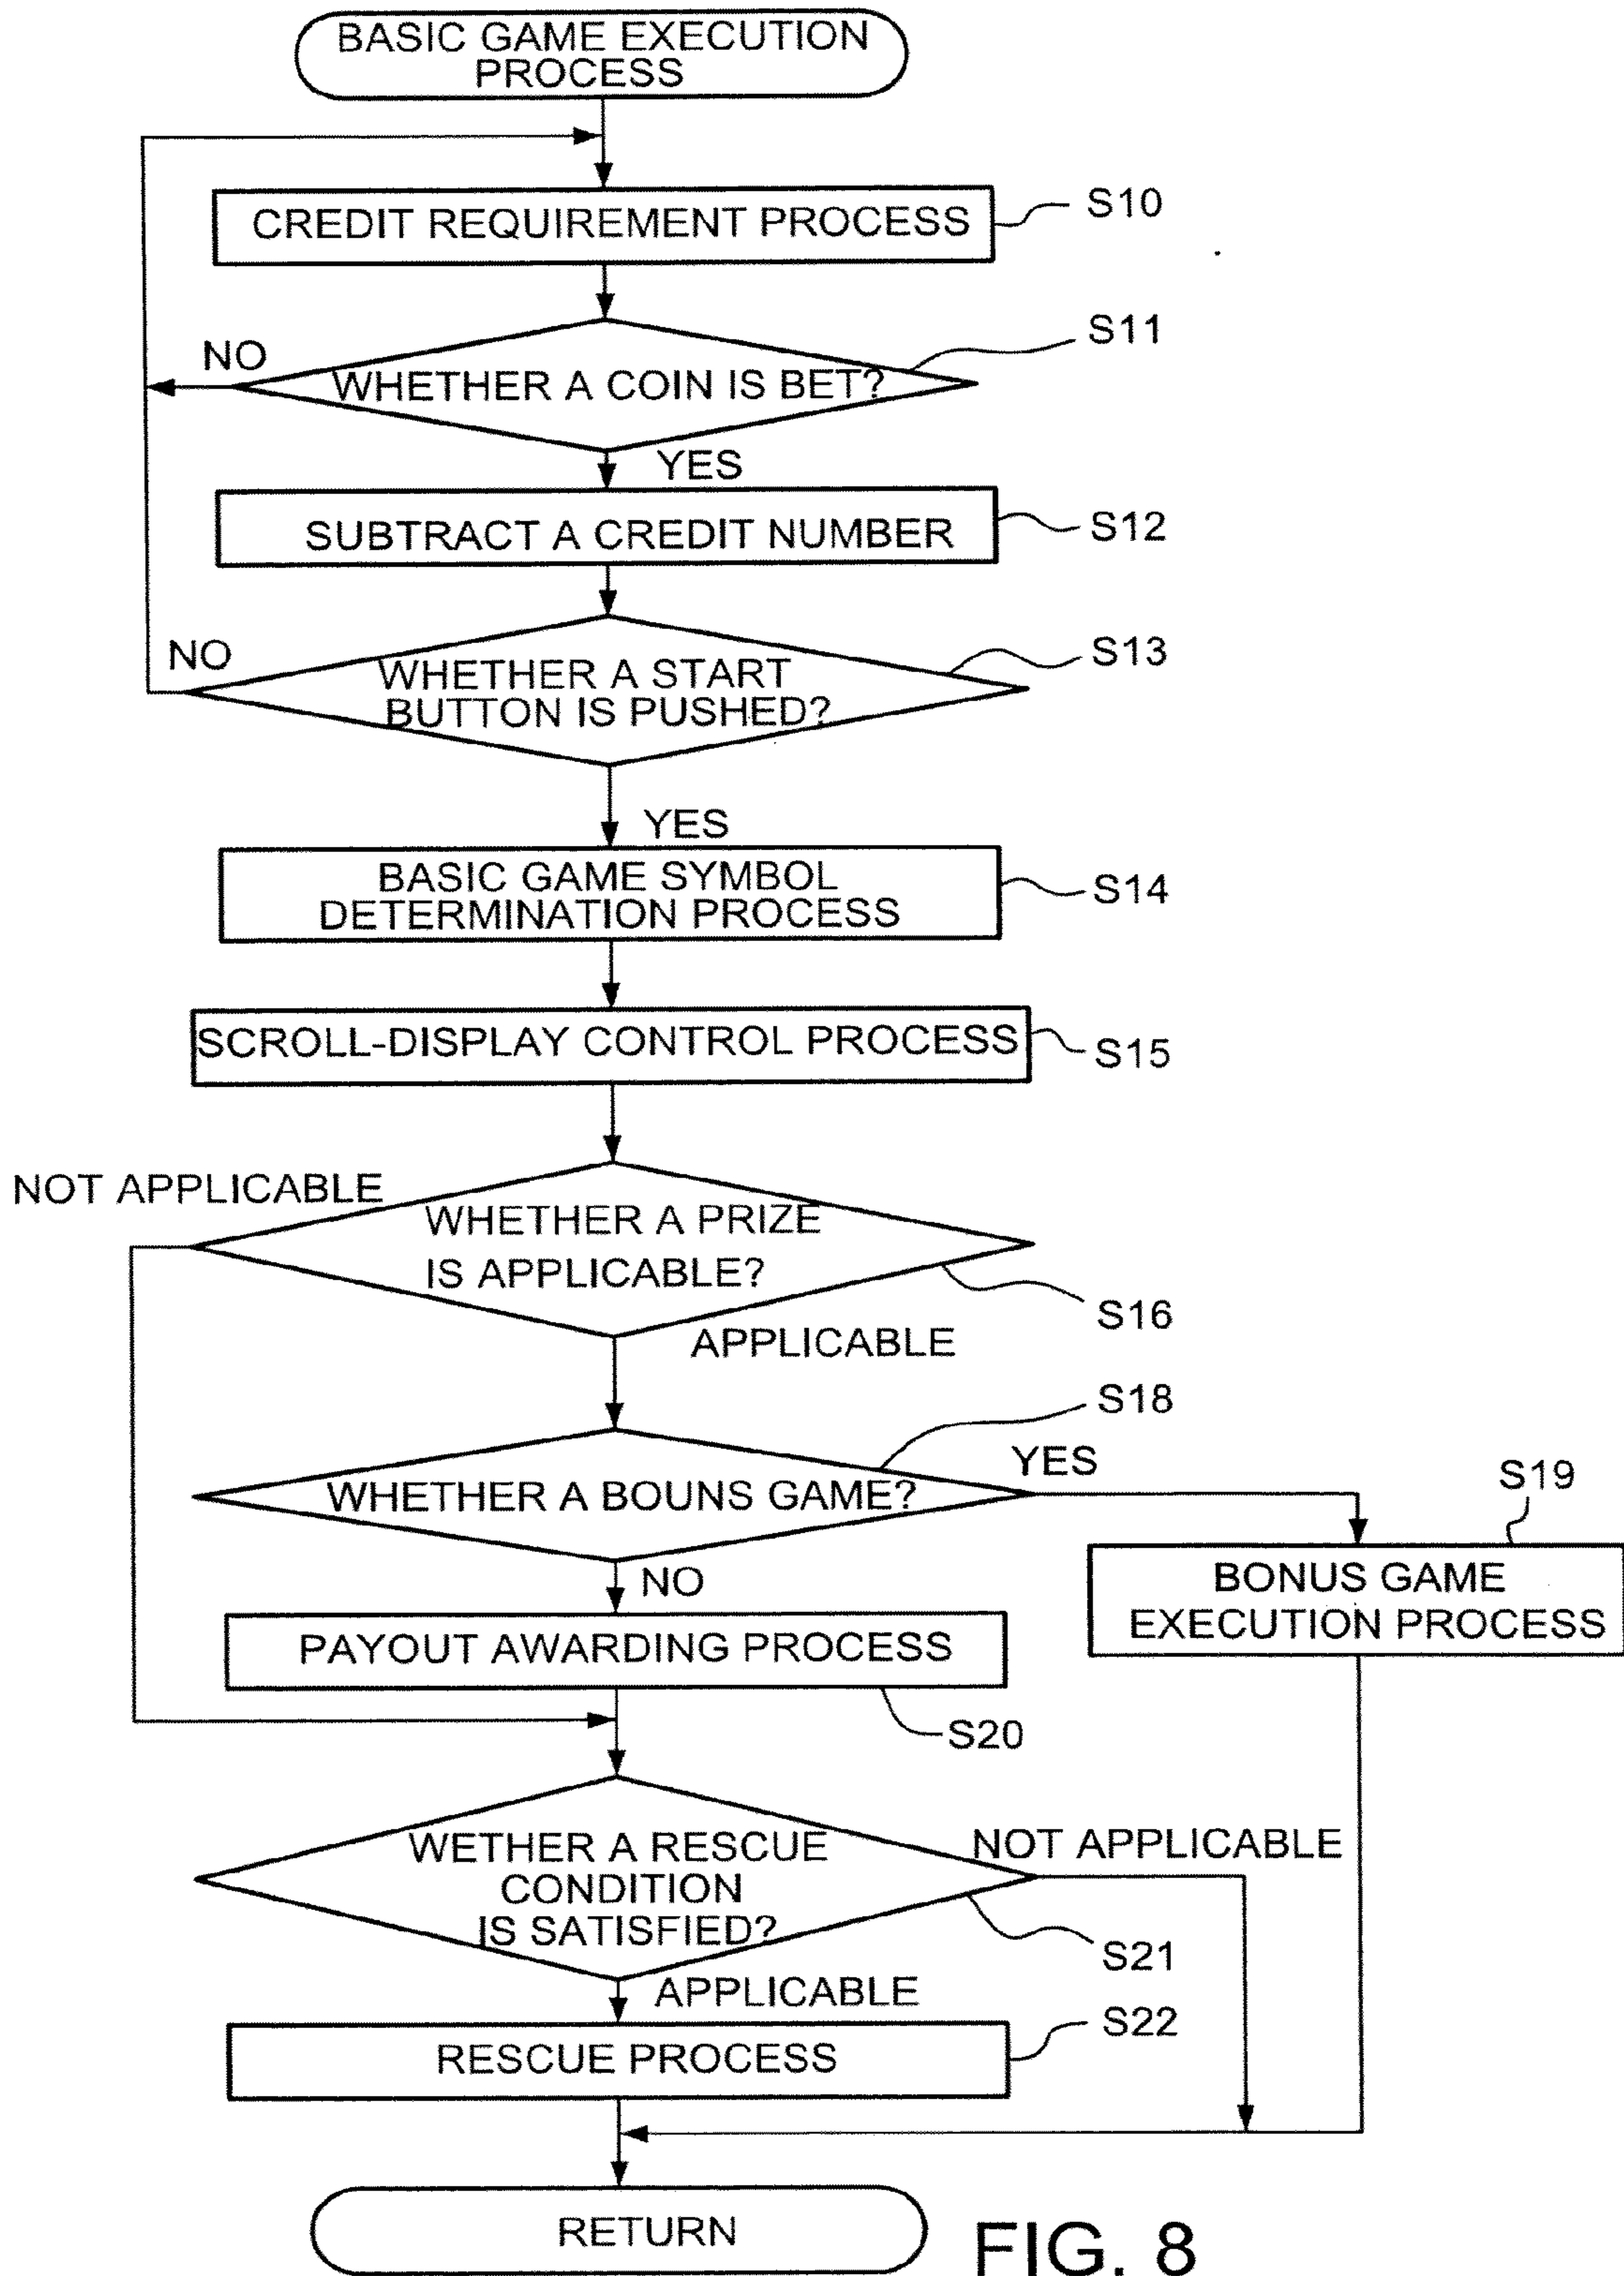 BASIC GAME EXECUTION
PROCESS
CREDIT REQUIREMENT PROCESS
S10
S11
NO
WHETHER A COIN IS BET?
YES
SUBTRACT A CREDIT NUMBER
S12
NO
WHETHER A START
BUTTON IS PUSHED?
S13
YES
BASIC GAME SYMBOL
DETERMINATION PROCESS
S14
SCROLL-DISPLAY CONTROL PROCESS
S15
NOT APPLICABLE
WHETHER A PRIZE
IS APPLICABLE?
S16
APPLICABLE
S18
WHETHER A BOUNS GAME?
YES
S19
BONUS GAME
EXECUTION PROCESS
NO
PAYOUT AWARDING PROCESS
S20
WETHER A RESCUE
CONDITION
IS SATISFIED?
NOT APPLICABLE
S21
APPLICABLE
S22
RESCUE PROCESS
RETURN
FIG. 8